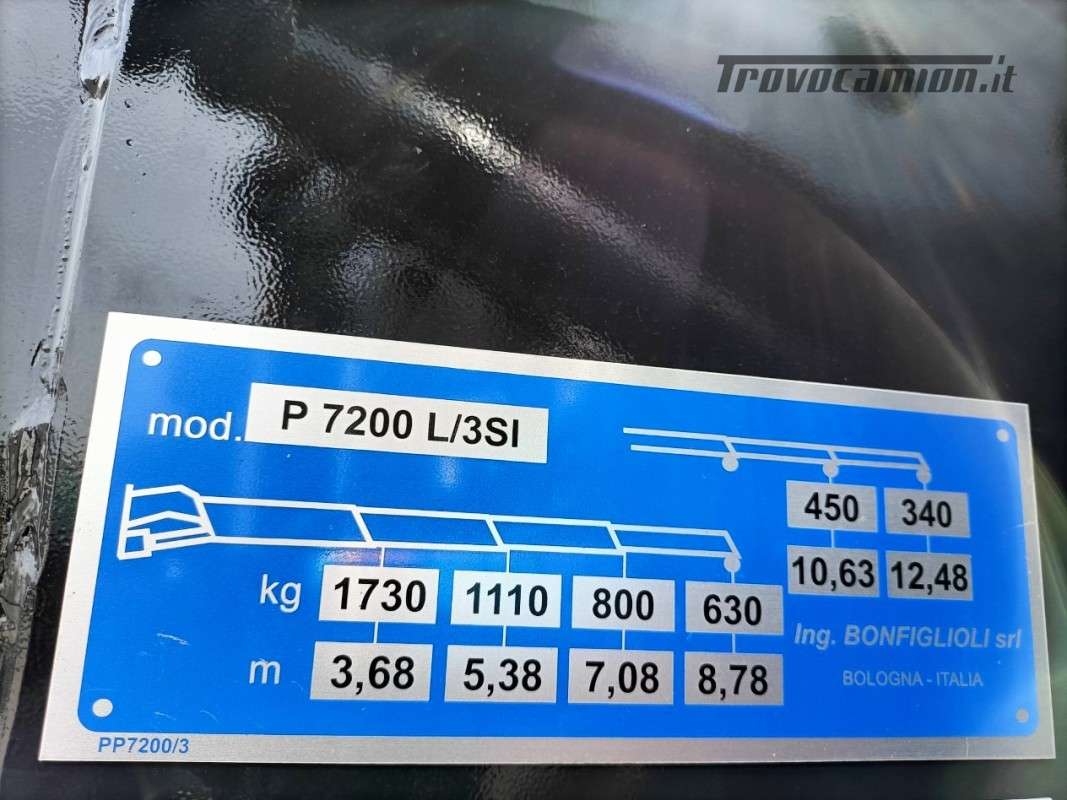 Trovocamion.it
mod. P 7200 L/3SI
450 340
10,63 12,48
kg 1730 1110 800 630
m 3,68 5,38 7,08 8,78
Ing. BONFIGLIOLI srl
BOLOGNA - ITALIA
PP7200/3